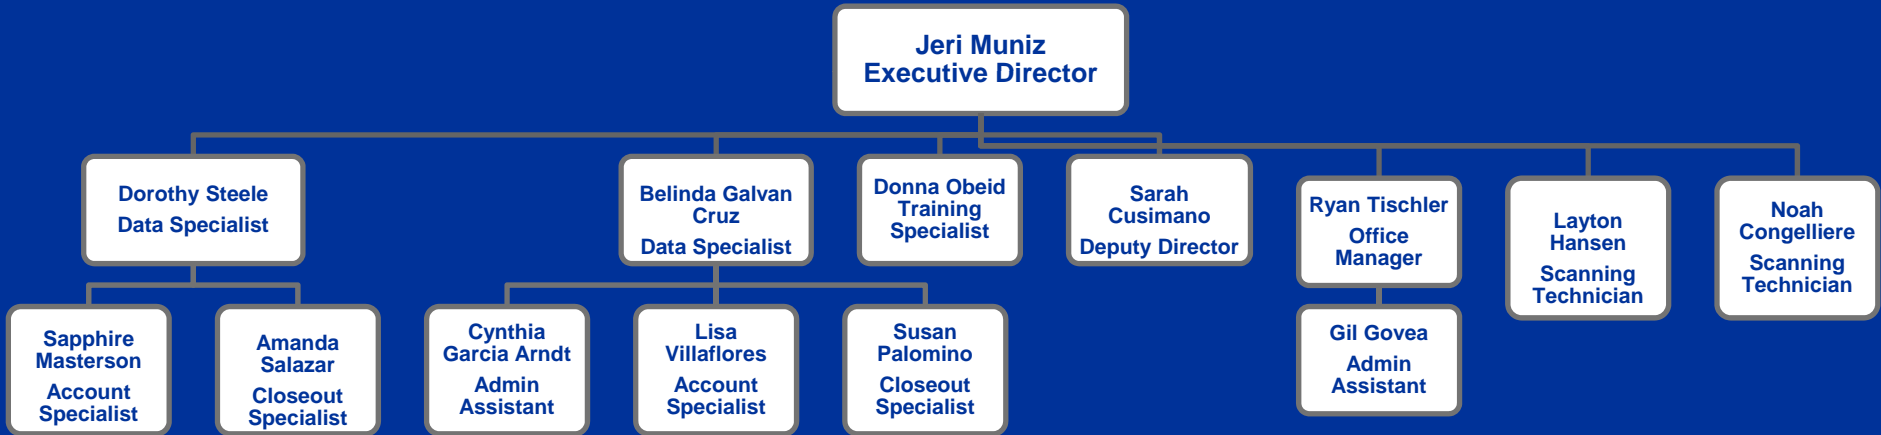 Jeri Muniz
Executive Director
Dorothy Steele
Data Specialist
Belinda Galvan
Cruz
Data Specialist
Donna Obeid
Training
Specialist
Sarah
Cusimano
Deputy Director
Ryan Tischler
Office
Manager
Layton
Hansen
Scanning
Technician
Noah
Congelliere
Scanning
Technician
Sapphire
Masterson
Account
Specialist
Amanda
Salazar
Closeout
Specialist
Cynthia
Garcia Arndt
Admin
Assistant
Lisa
Villaflores
Account
Specialist
Susan
Palomino
Closeout
Specialist
Gil Govea
Admin
Assistant